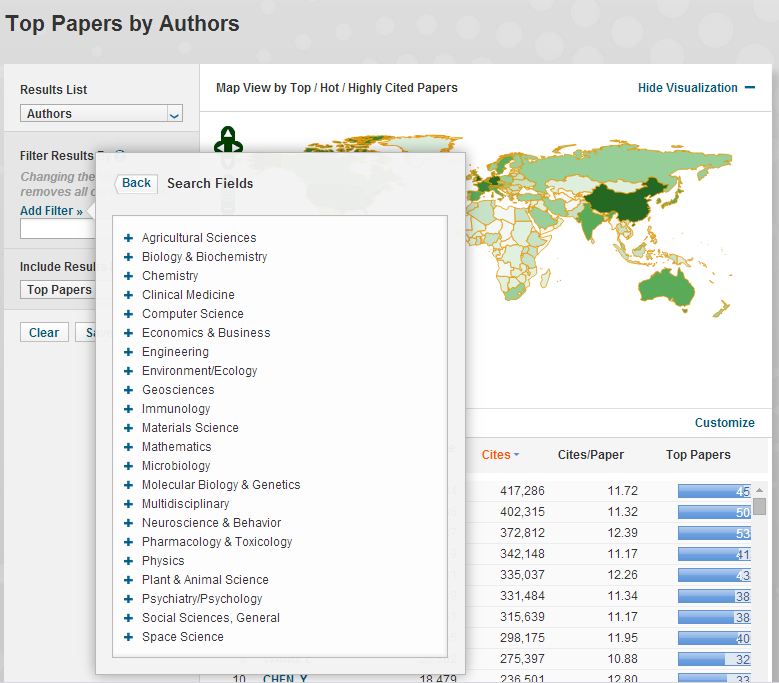 Top Papers by Authors
Results List
Authors
Filter Results
Changing the
removes all
Add Filter »
Include Results
Top Papers
Clear
Back
Search Fields
Agricultural Sciences
Biology & Biochemistry
Chemistry
Clinical Medicine
Computer Science
Economics & Business
Engineering
Environment/Ecology
Geosciences
Immunology
Materials Science
Mathematics
Microbiology
Molecular Biology & Genetics
Multidisciplinary
Neuroscience & Behavior
Pharmacology & Toxicology
Physics
Plant & Animal Science
Psychiatry/Psychology
Social Sciences, General
Space Science
Map View by Top / Hot / Highly Cited Papers
Hide Visualization
Customize
Cites Cites/Paper Top Papers
417,286 11.72 45
402,315 11.32 50
372,812 12.39 53
342,148 11.17 41
335,037 12.26 43
331,484 11.34 38
315,639 11.17 38
298,175 11.95 40
275,397 10.88 32
10 CHEN, Y 18,479 236,501 12.80 33